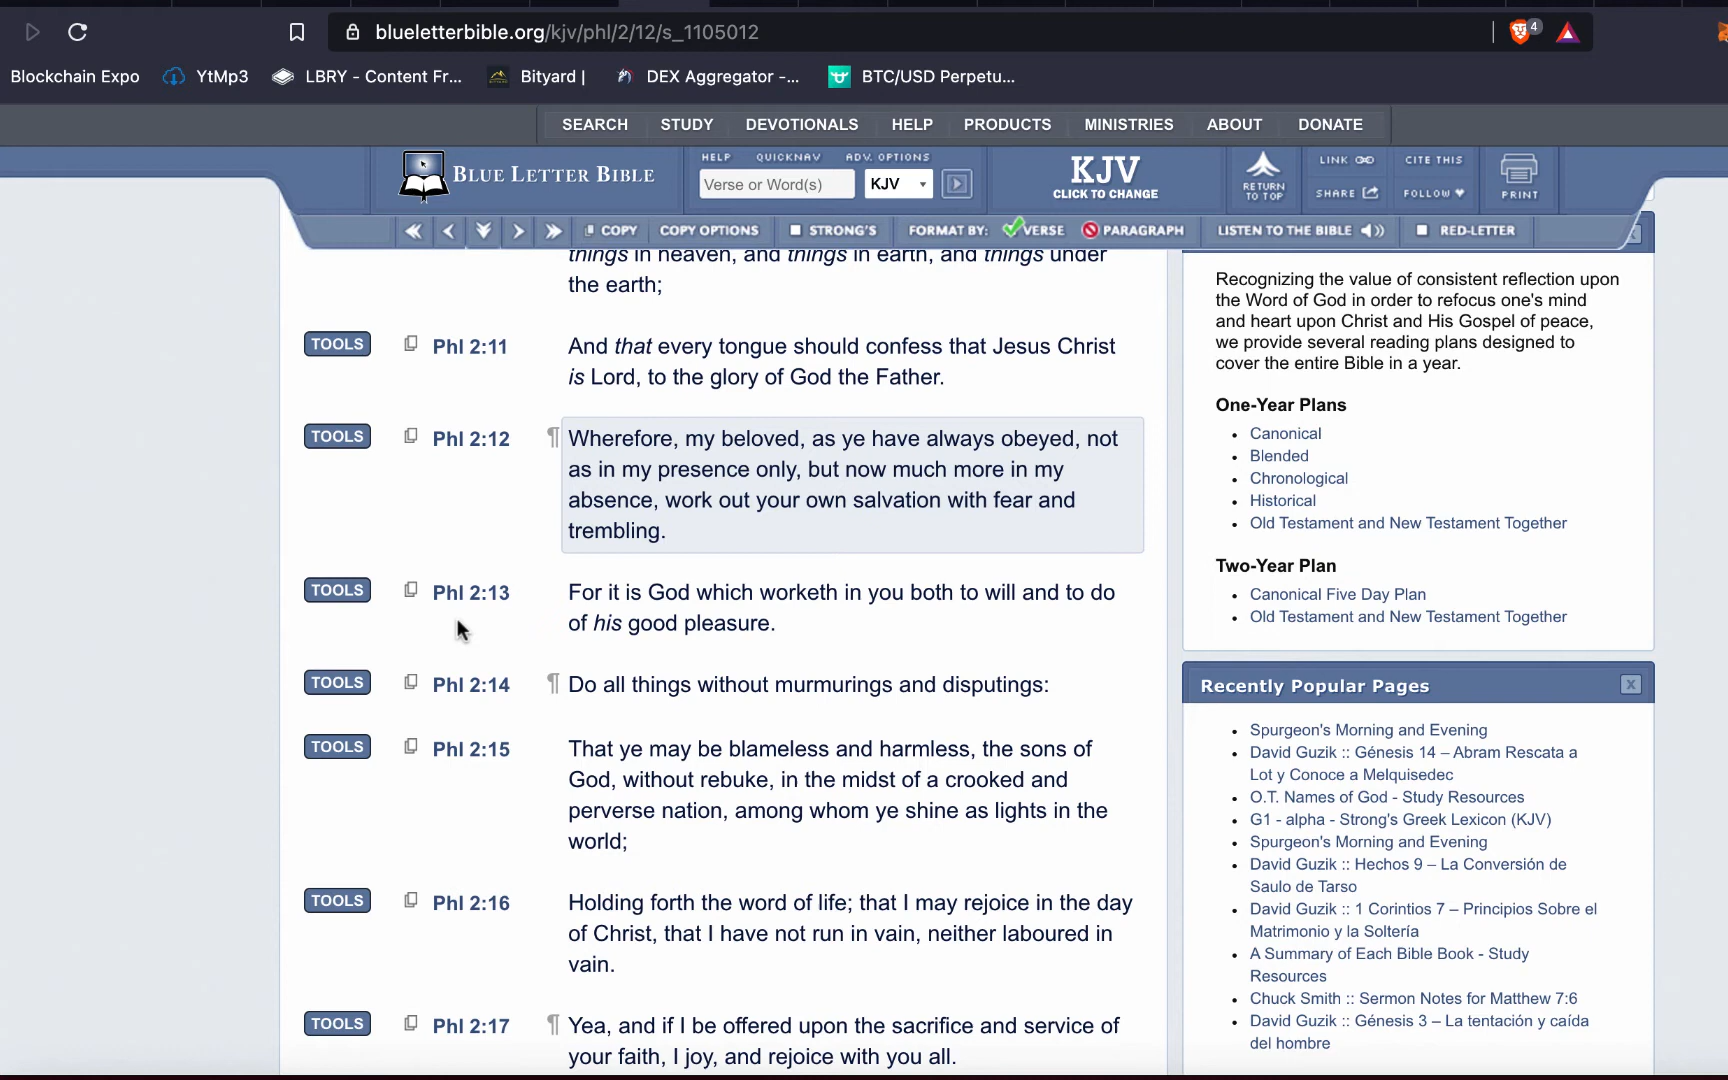 blueletterbible.org/kjv/phl/2/12/s_1105012
4
Blockchain Expo
YtMp3
LBRY - Content Fr...
Bityard |
DEX Aggregator -...
BTC/USD Perpetu...
SEARCH
STUDY
DEVOTIONALS
HELP
PRODUCTS
MINISTRIES
ABOUT
DONATE
BLUE LETTER BIBLE
HELP
QUICKNAV
ADV. OPTIONS
Verse or Word(s)
KJV
KJV
CLICK TO CHANGE
RETURN
TO TOP
LINK
CITE THIS
SHARE
FOLLOW
PRINT
COPY
COPY OPTIONS
STRONG'S
FORMAT BY:
VERSE
PARAGRAPH
LISTEN TO THE BIBLE
RED-LETTER
things in heaven, and things in earth, and things under
the earth;
TOOLS
Phl 2:11
And that every tongue should confess that Jesus Christ
is Lord, to the glory of God the Father.
TOOLS
Phl 2:12
¶ Wherefore, my beloved, as ye have always obeyed, not
as in my presence only, but now much more in my
absence, work out your own salvation with fear and
trembling.
TOOLS
Phl 2:13
For it is God which worketh in you both to will and to do
of his good pleasure.
TOOLS
Phl 2:14
¶ Do all things without murmurings and disputings:
TOOLS
Phl 2:15
That ye may be blameless and harmless, the sons of
God, without rebuke, in the midst of a crooked and
perverse nation, among whom ye shine as lights in the
world;
TOOLS
Phl 2:16
Holding forth the word of life; that I may rejoice in the day
of Christ, that I have not run in vain, neither laboured in
vain.
TOOLS
Phl 2:17
¶ Yea, and if I be offered upon the sacrifice and service of
your faith, I joy, and rejoice with you all.
Recognizing the value of consistent reflection upon
the Word of God in order to refocus one's mind
and heart upon Christ and His Gospel of peace,
we provide several reading plans designed to
cover the entire Bible in a year.
One-Year Plans
Canonical
Blended
Chronological
Historical
Old Testament and New Testament Together
Two-Year Plan
Canonical Five Day Plan
Old Testament and New Testament Together
Recently Popular Pages
X
Spurgeon's Morning and Evening
David Guzik :: Génesis 14 – Abram Rescata a
Lot y Conoce a Melquisedec
O.T. Names of God - Study Resources
G1 - alpha - Strong's Greek Lexicon (KJV)
Spurgeon's Morning and Evening
David Guzik :: Hechos 9 – La Conversión de
Saulo de Tarso
David Guzik :: 1 Corintios 7 – Principios Sobre el
Matrimonio y la Soltería
A Summary of Each Bible Book - Study
Resources
Chuck Smith :: Sermon Notes for Matthew 7:6
David Guzik :: Génesis 3 – La tentación y caída
del hombre